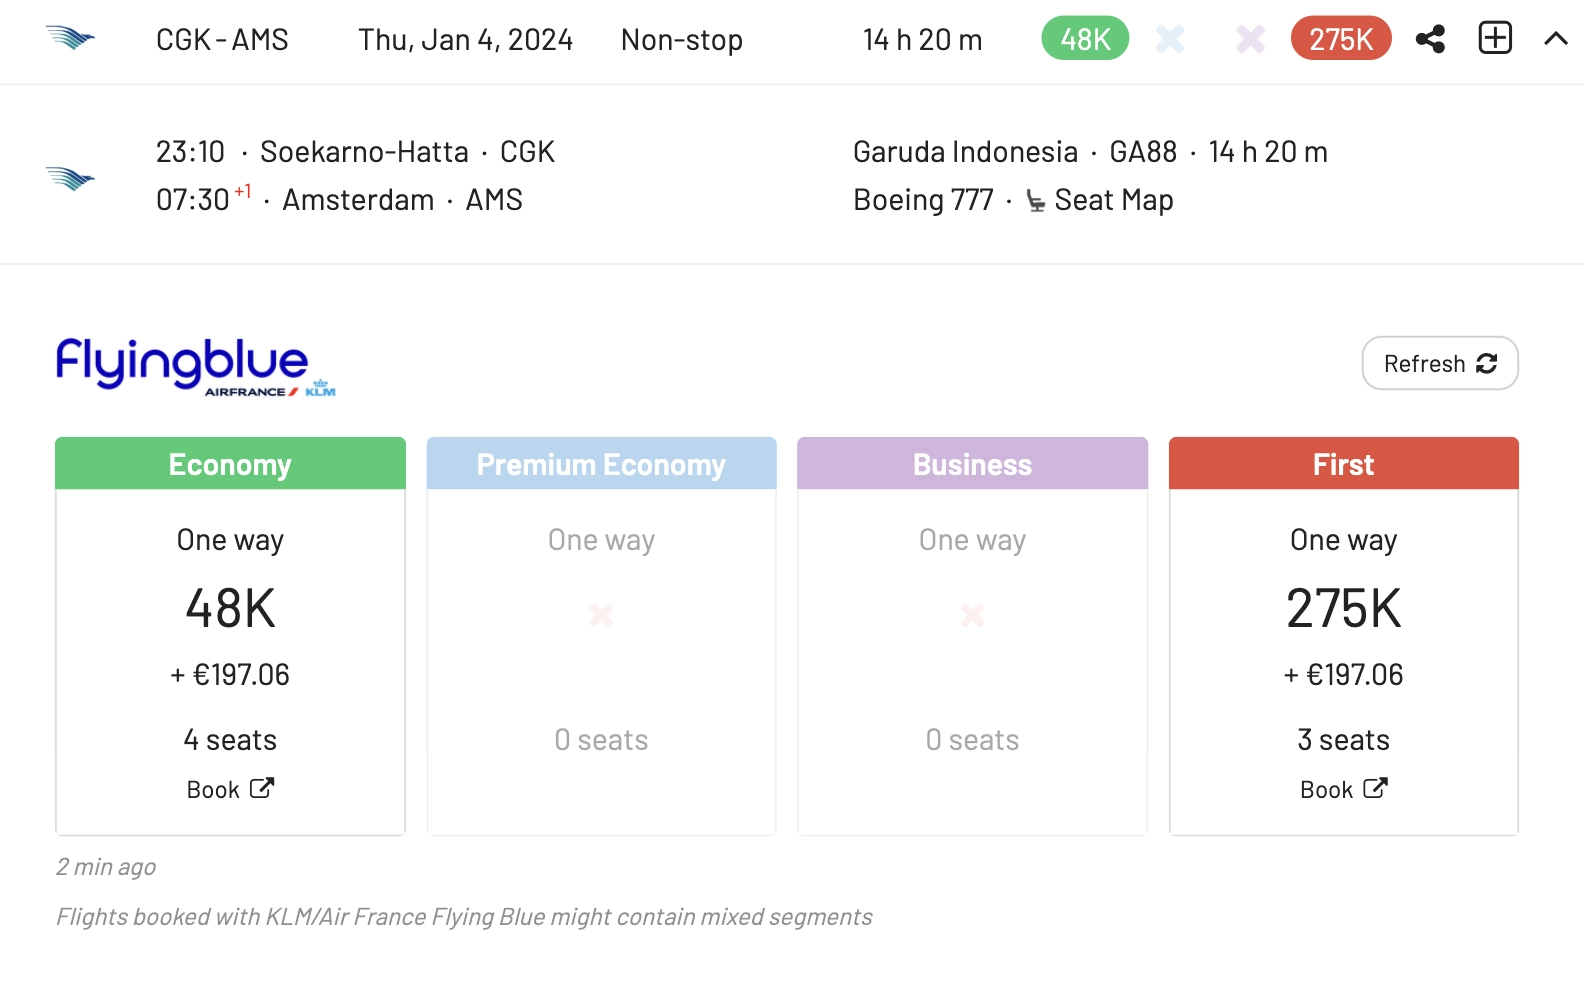 CGK - AMS Thu, Jan 4, 2024 Non-stop 14 h 20 m 48K 275K
23:10 · Soekarno-Hatta · CGK
07:30 +1 · Amsterdam · AMS
Garuda Indonesia · GA88 · 14 h 20 m
Boeing 777 · Seat Map
Flyingblue
AIRFRANCE KLM
Refresh
Economy
One way
48K
+ €197.06
4 seats
Book
Premium Economy
One way
0 seats
Business
One way
0 seats
First
One way
275K
+ €197.06
3 seats
Book
2 min ago
Flights booked with KLM/Air France Flying Blue might contain mixed segments